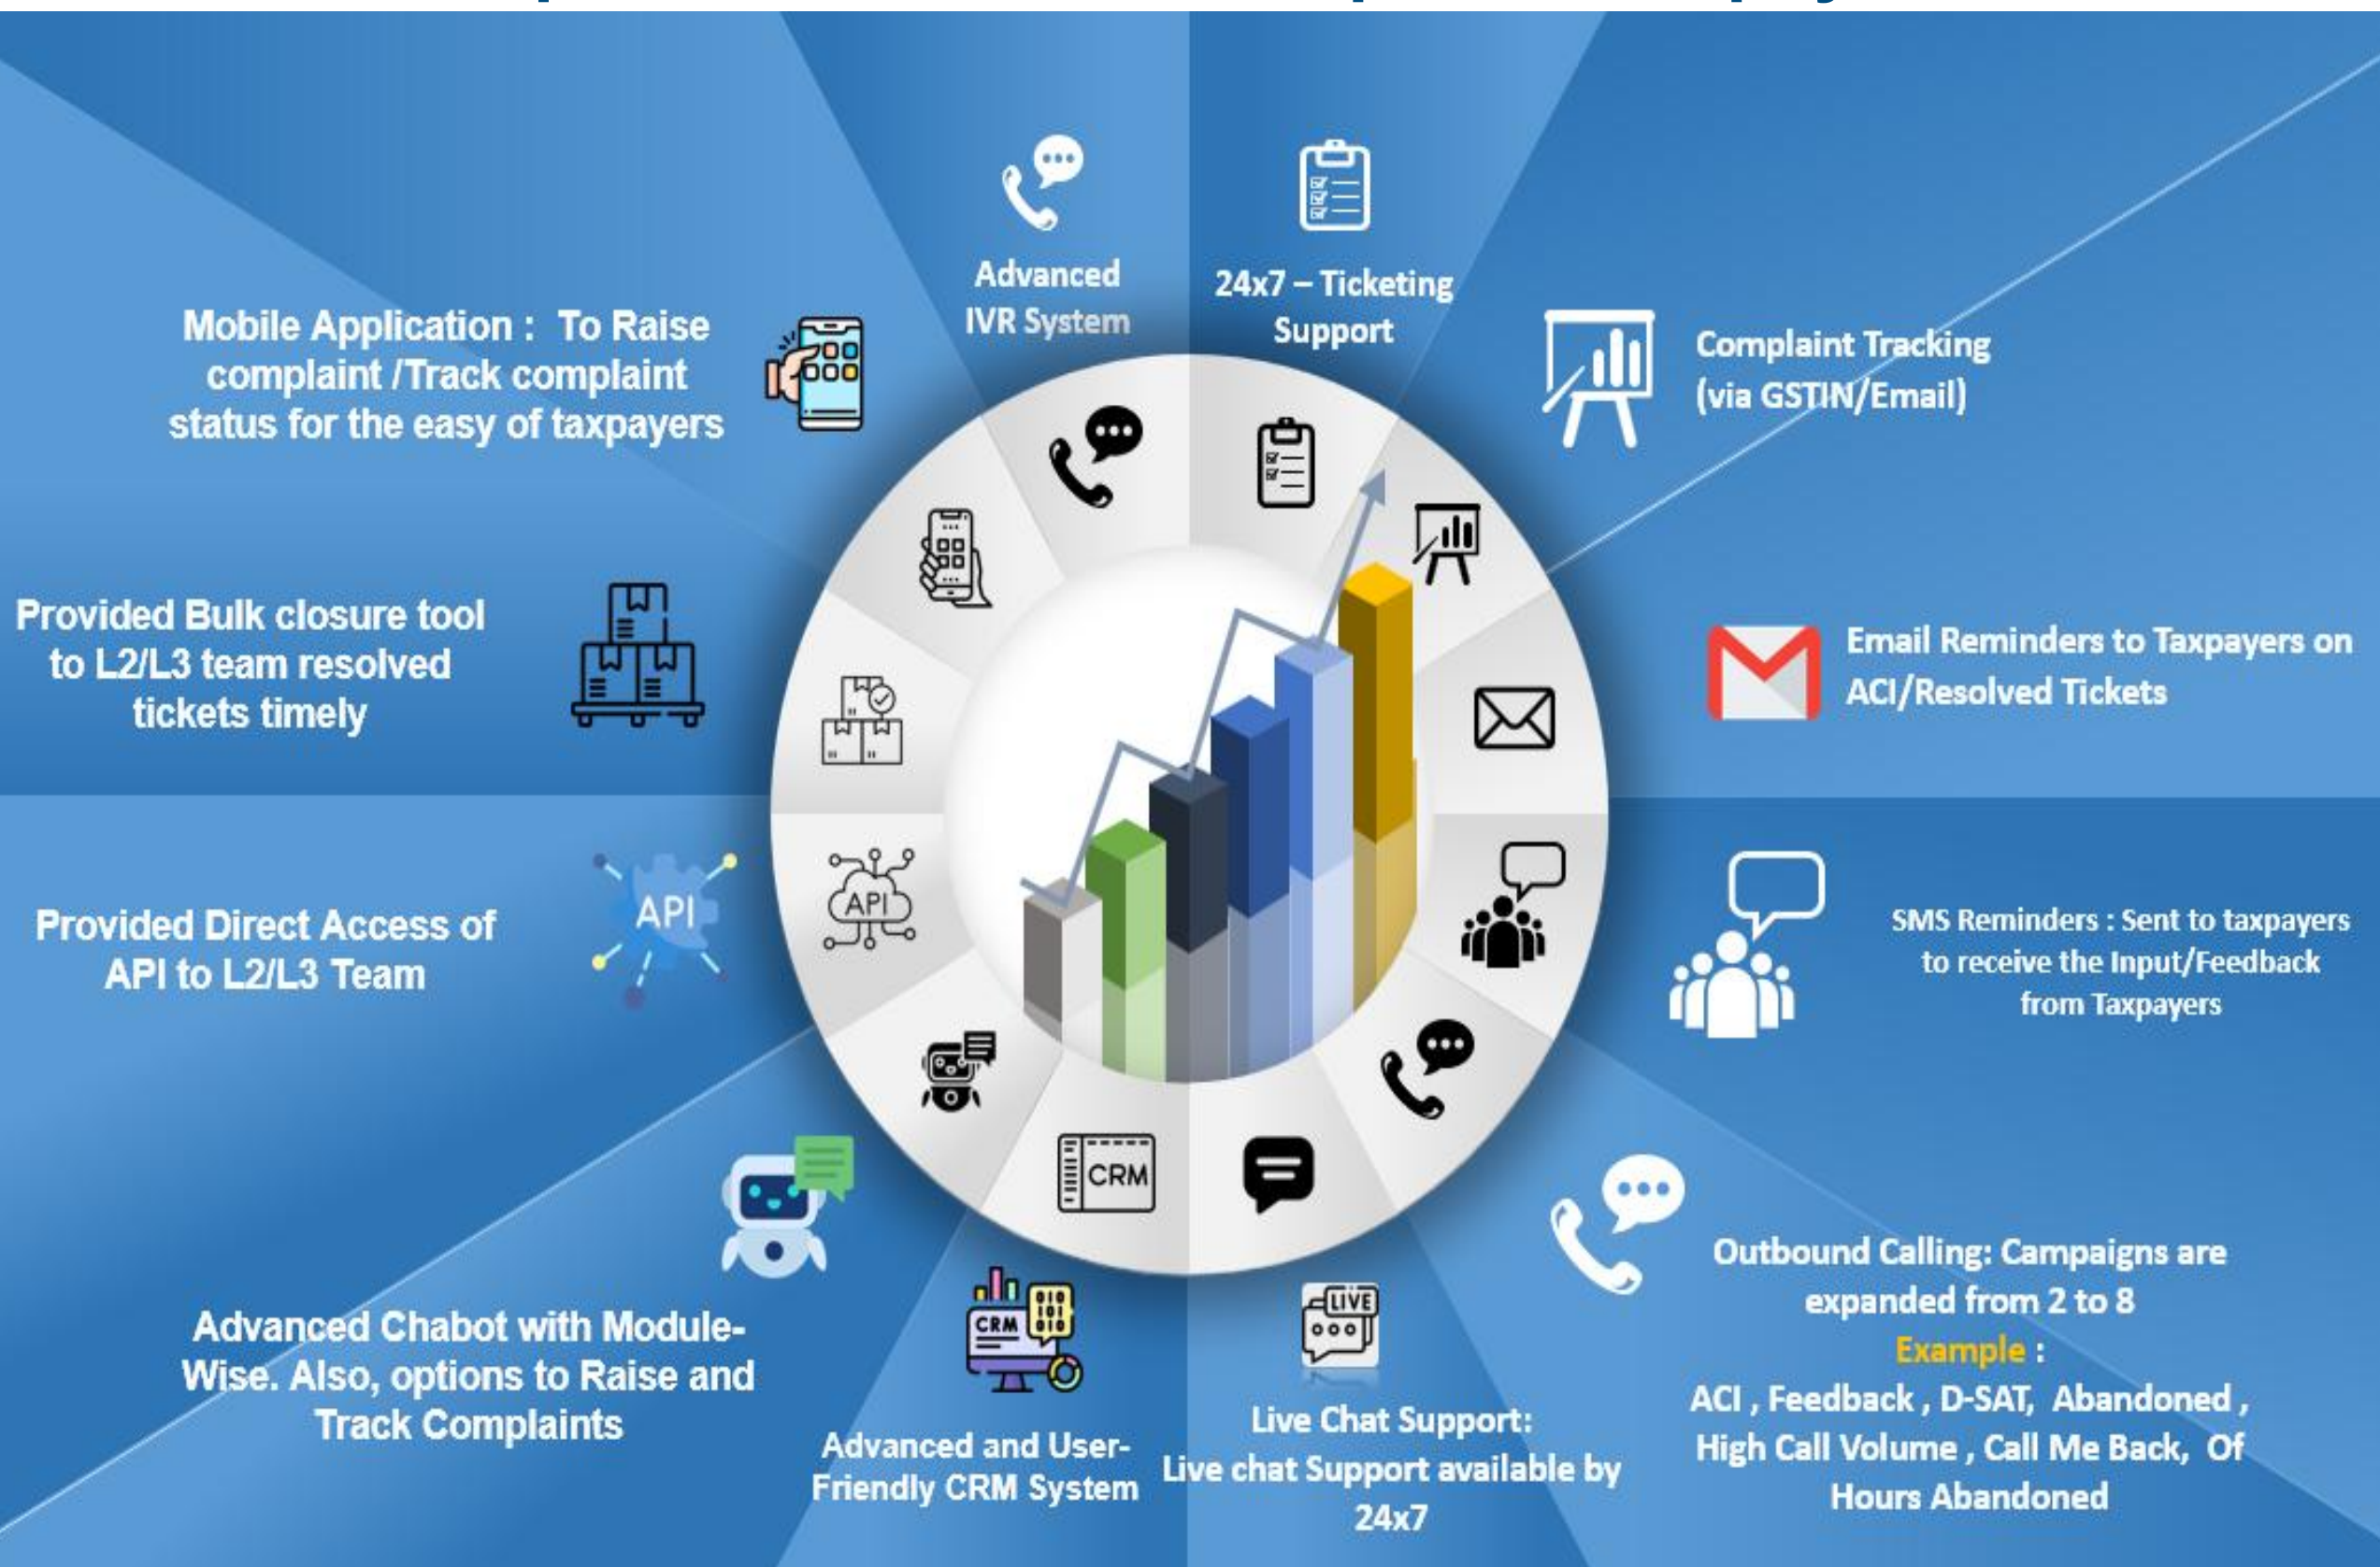 Advanced
IVR System
24x7 – Ticketing
Support
Complaint Tracking
(via GSTIN/Email)
Email Reminders to Taxpayers on
ACI/Resolved Tickets
SMS Reminders : Sent to taxpayers
to receive the Input/Feedback
from Taxpayers
Outbound Calling: Campaigns are
expanded from 2 to 8
Example :
ACI , Feedback , D-SAT, Abandoned ,
High Call Volume , Call Me Back, Of
Hours Abandoned
LIVE
Live Chat Support:
Live chat Support available by
24x7
CRM
010
101
010
Advanced and User-
Friendly CRM System
Advanced Chabot with Module-
Wise. Also, options to Raise and
Track Complaints
API
Provided Direct Access of
API to L2/L3 Team
Provided Bulk closure tool
to L2/L3 team resolved
tickets timely
Mobile Application : To Raise
complaint /Track complaint
status for the easy of taxpayers
API
CRM